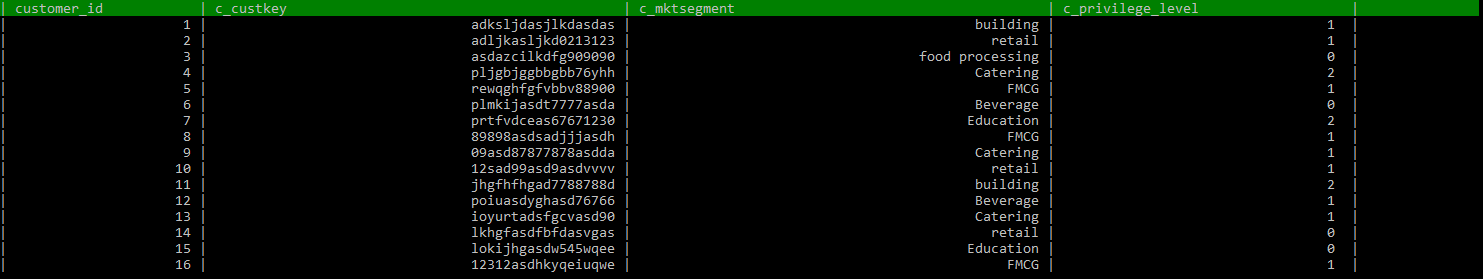 | customer_id | c_custkey | c_mktsegment | c_privilege_level |
| 1 | adksljdasjlkdasdas | building | 1 |
| 2 | adljkasljkd0213123 | retail | 1 |
| 3 | asdazcilkdfg909090 | food processing | 0 |
| 4 | pljgbjggbbgbb76yhh | Catering | 2 |
| 5 | rewqghfgfvbbv88900 | FMCG | 1 |
| 6 | plmkijasdt7777asda | Beverage | 0 |
| 7 | prtfvdceas67671230 | Education | 2 |
| 8 | 89898asdsadjjjasdh | FMCG | 1 |
| 9 | 09asd87877878asdda | Catering | 1 |
| 10 | 12sad99asd9asdvvvv | retail | 1 |
| 11 | jhgfhfhgad7788788d | building | 2 |
| 12 | poiuasdyghasd76766 | Beverage | 1 |
| 13 | ioyurtadsfgcvasd90 | Catering | 1 |
| 14 | lkhgfasdfbfdasvgas | retail | 0 |
| 15 | lokijhgasdw545wqee | Education | 0 |
| 16 | 12312asdhkyqeiuqwe | FMCG | 1 |